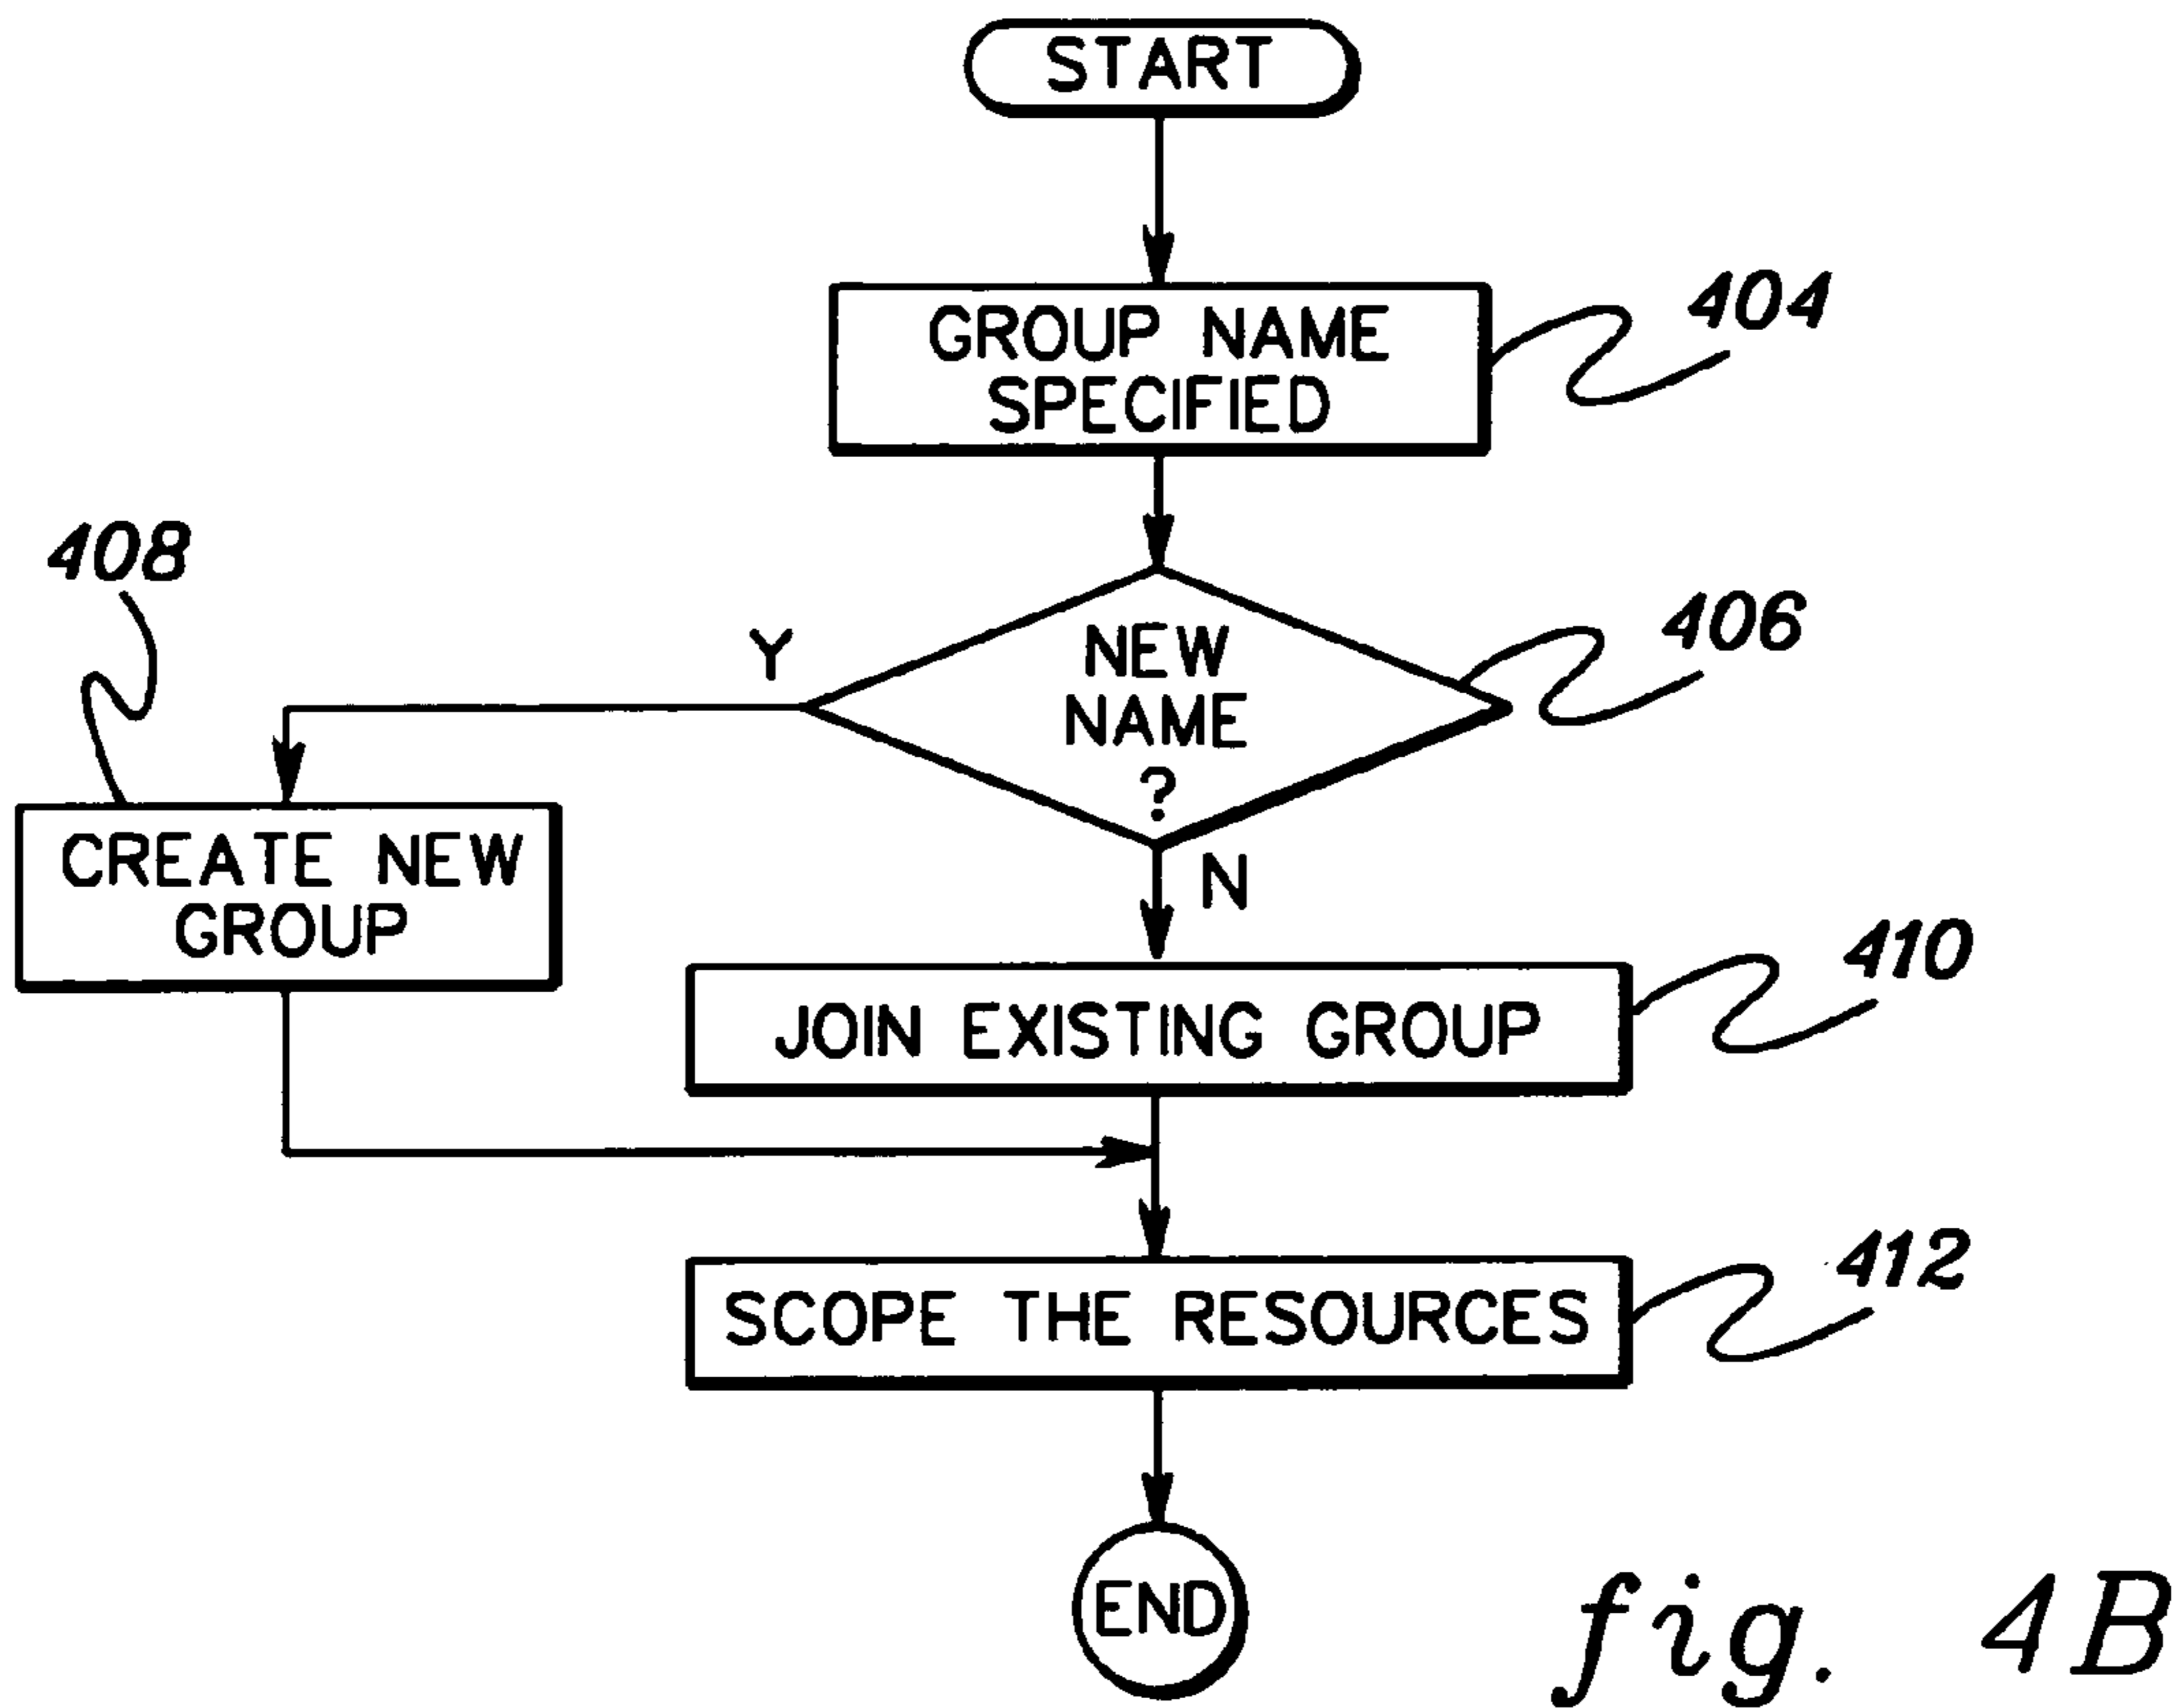 START
GROUP NAME
SPECIFIED
404
408
406
Y
NEW
NAME
?
N
CREATE NEW
GROUP
410
JOIN EXISTING GROUP
412
SCOPE THE RESOURCES
END
fig. 4B